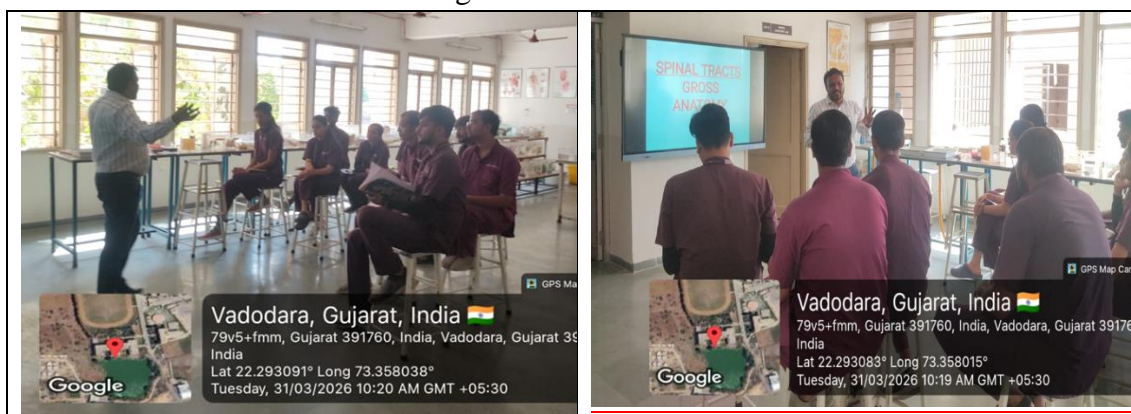 GPS Ma
Vadodara, Gujarat, India
79v5+fmm, Gujarat 391760, India, Vadodara, Gujarat 39
India
Lat 22.293091° Long 73.358038°
Tuesday, 31/03/2026 10:20 AM GMT +05:30
Google
SPINAL TRACTS
GROSS
ANATOMY
GPS Map Car
Vadodara, Gujarat, India
79v5+fmm, Gujarat 391760, India, Vadodara, Gujarat 3917
India
Lat 22.293083° Long 73.358015°
Tuesday, 31/03/2026 10:19 AM GMT +05:30
Google